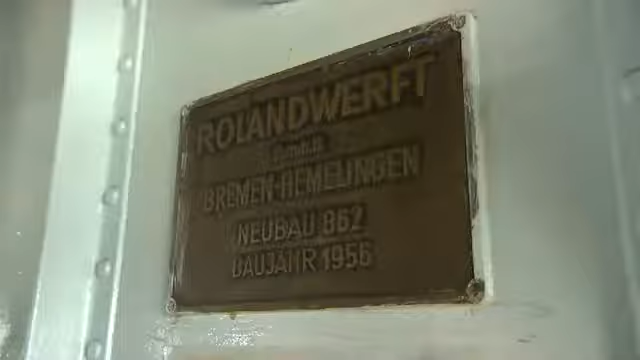 ROLANDWERFT
G.m.b.H
BREMEN-HEMELINGEN
NEUBAU 862
BAUJAHR 1956